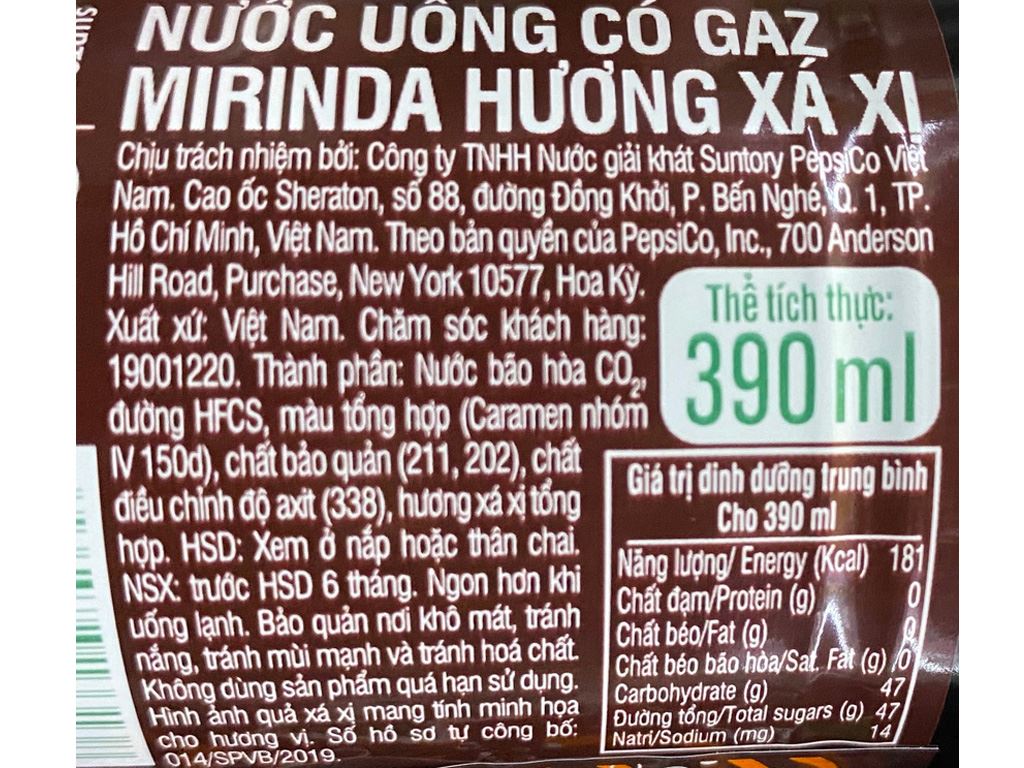 NƯỚC UỐNG CÓ GAZ
MIRINDA HƯƠNG XÁ XỊ
Chịu trách nhiệm bởi: Công ty TNHH Nước giải khát Suntory PepsiCo Việt
Nam. Cao ốc Sheraton, số 88, đường Đồng Khởi, P. Bến Nghé, Q. 1, TP.
Hồ Chí Minh, Việt Nam. Theo bản quyền của PepsiCo, Inc., 700 Anderson
Hill Road, Purchase, New York 10577, Hoa Kỳ.
Xuất xứ: Việt Nam. Chăm sóc khách hàng:
19001220. Thành phần: Nước bão hòa CO₂,
đường HFCS, màu tổng hợp (Caramen nhóm
IV 150d), chất bảo quản (211, 202), chất
điều chỉnh độ axit (338), hương xá xị tổng
hợp. HSD: Xem ở nắp hoặc thân chai.
NSX: trước HSD 6 tháng. Ngon hơn khi
uống lạnh. Bảo quản nơi khô mát, tránh
nắng, tránh mùi mạnh và tránh hoá chất.
Không dùng sản phẩm quá hạn sử dụng.
Hình ảnh quả xá xị mang tính minh họa
cho hương vị. Số hồ sơ tự công bố:
014/SPVB/2019.
Thể tích thực:
390 ml
Giá trị dinh dưỡng trung bình
Cho 390 ml
Năng lượng/ Energy (Kcal) 181
Chất đạm/Protein (g) 0
Chất béo/Fat (g) 0
Chất béo bão hòa/Sat. Fat (g) 0
Carbohydrate (g) 47
Đường tổng/Total sugars (g) 47
Natri/Sodium (mg) 14